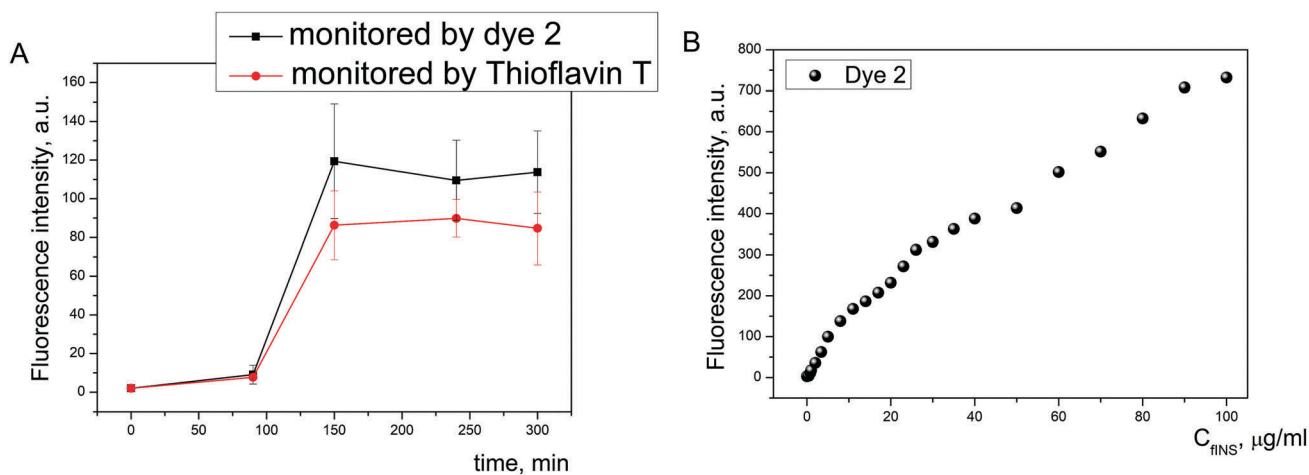 A
monitored by dye 2
monitored by Thioflavin T
Fluorescence intensity, a.u.
160
140
120
100
80
60
40
20
0
0 50 100 150 200 250 300
time, min
B
Dye 2
Fluorescence intensity, a.u.
800
700
600
500
400
300
200
100
0
0 20 40 60 80 100
C_fINS, μg/ml